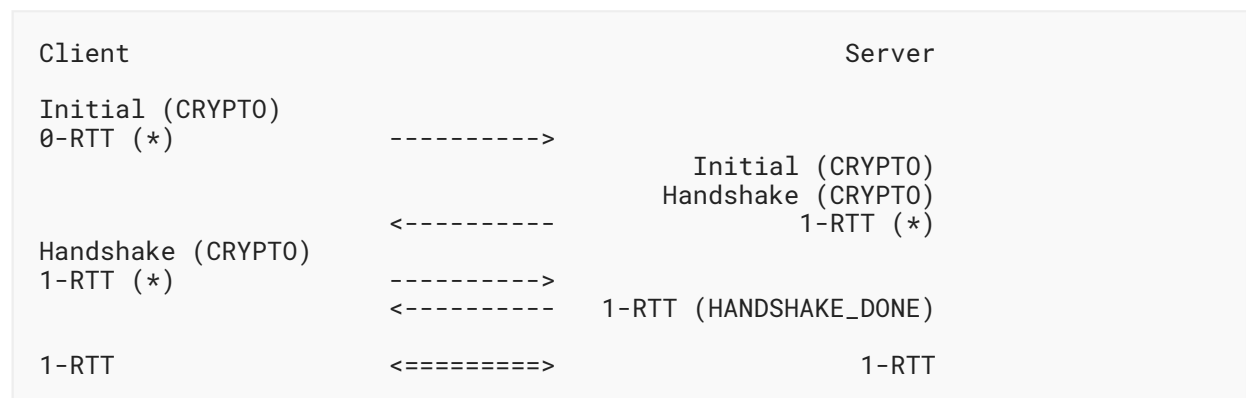 Client                                               Server

Initial (CRYPTO)
0-RTT (*)              ---------->
                                           Initial (CRYPTO)
                                         Handshake (CRYPTO)
                       <----------                1-RTT (*)
Handshake (CRYPTO)
1-RTT (*)              ---------->
                       <----------   1-RTT (HANDSHAKE_DONE)

1-RTT                  <=========>                    1-RTT